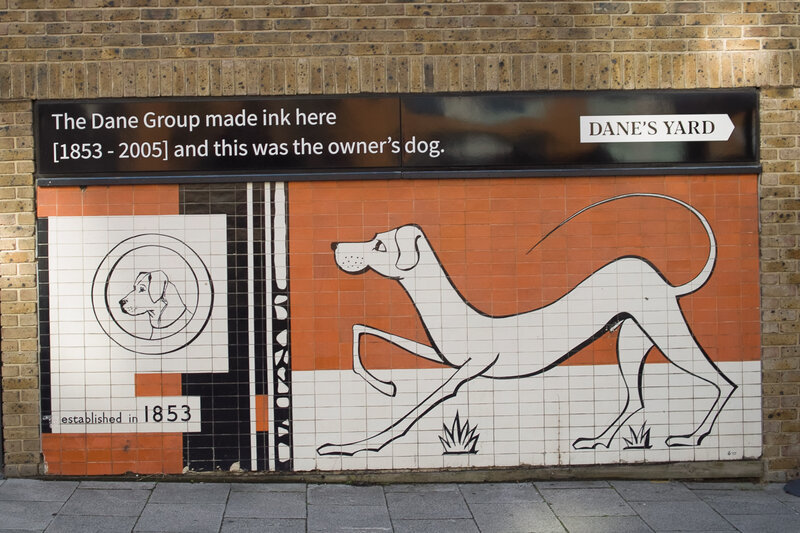 The Dane Group made ink here
[1853 - 2005] and this was the owner's dog.
DANE'S YARD
established in 1853